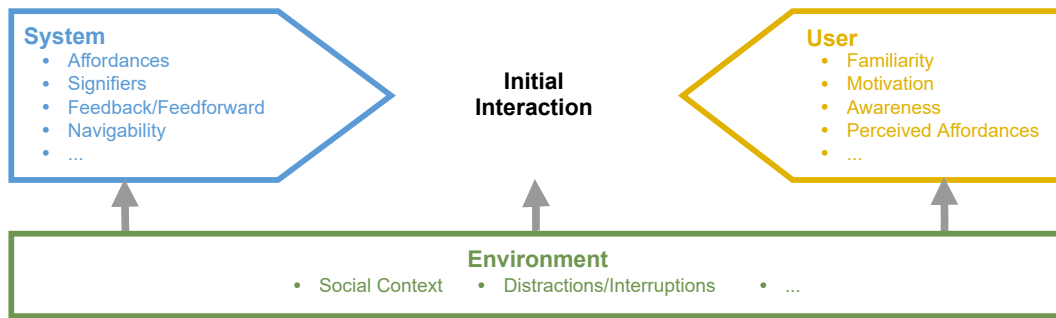 System
• Affordances
• Signifiers
• Feedback/Feedforward
• Navigability
• ...
Initial
Interaction
User
• Familiarity
• Motivation
• Awareness
• Perceived Affordances
• ...
Environment
• Social Context • Distractions/Interruptions • ...